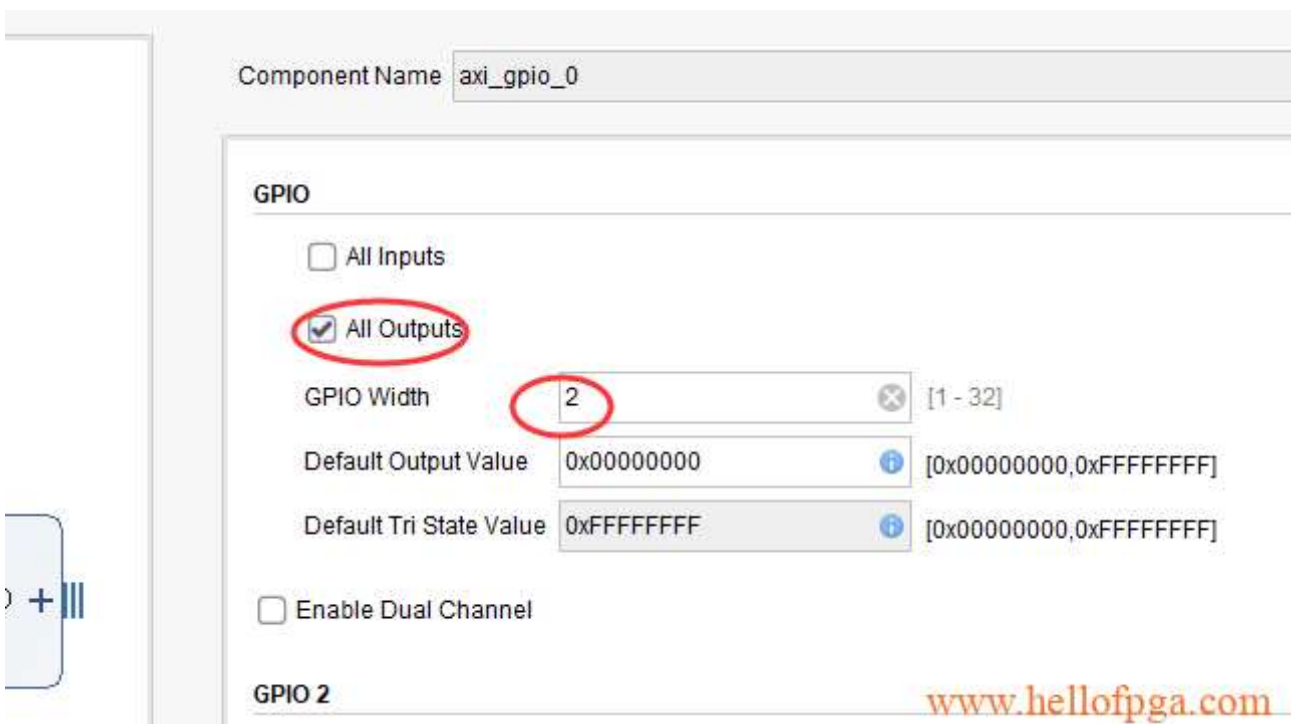 Component Name axi_gpio_0
GPIO
All Inputs
All Outputs
GPIO Width 2 [1 - 32]
Default Output Value 0x00000000 [0x00000000,0xFFFFFFFF]
Default Tri State Value 0xFFFFFFFF [0x00000000,0xFFFFFFFF]
Enable Dual Channel
GPIO 2
www.hellofpga.com